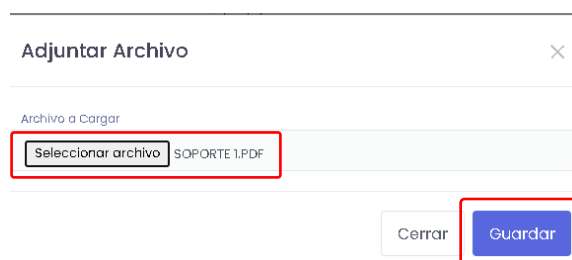 Adjuntar Archivo
Archivo a Cargar
Seleccionar archivo SOPORTE 1.PDF
Cerrar Guardar